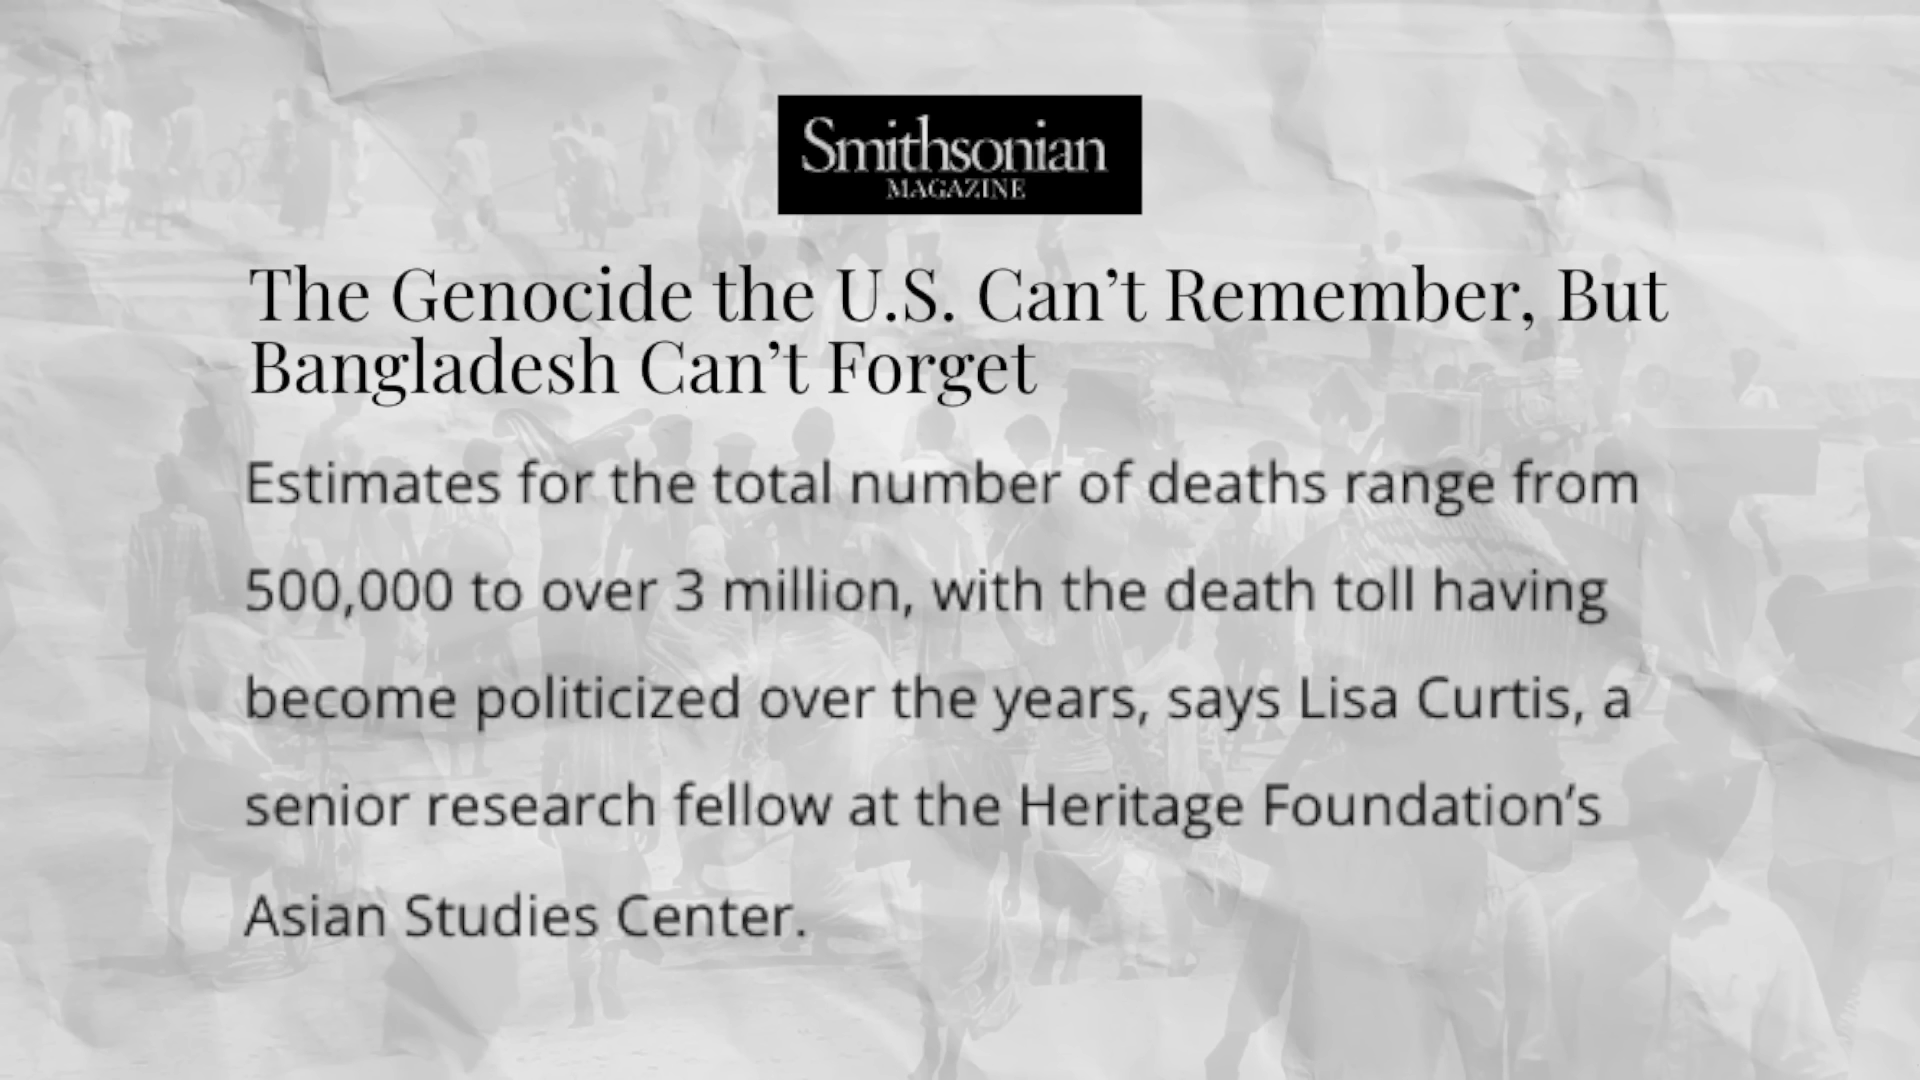 Smithsonian
MAGAZINE
The Genocide the U.S. Can’t Remember, But
Bangladesh Can’t Forget
Estimates for the total number of deaths range from
500,000 to over 3 million, with the death toll having
become politicized over the years, says Lisa Curtis, a
senior research fellow at the Heritage Foundation’s
Asian Studies Center.